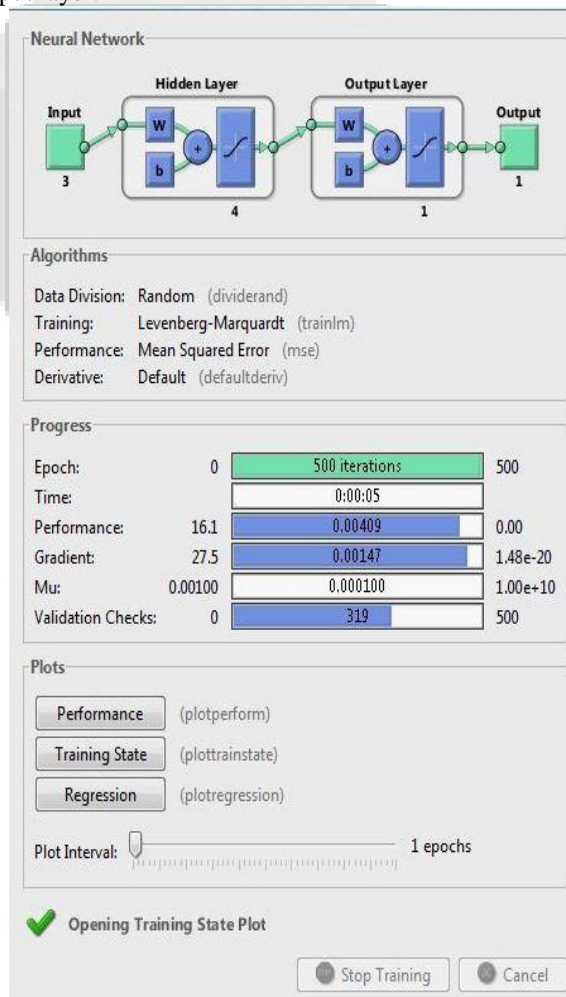 Neural Network
Hidden Layer
Output Layer
Input
Output
W
b
+
W
b
+
3
4
1
1
Algorithms
Data Division: Random (dividerand)
Training: Levenberg-Marquardt (trainlm)
Performance: Mean Squared Error (mse)
Derivative: Default (defaultderiv)
Progress
Epoch: 0 500 iterations 500
Time: 0:00:05
Performance: 16.1 0.00409 0.00
Gradient: 27.5 0.00147 1.48e-20
Mu: 0.00100 0.000100 1.00e+10
Validation Checks: 0 319 500
Plots
Performance (plotperform)
Training State (plottrainstate)
Regression (plotregression)
Plot Interval: 1 epochs
Opening Training State Plot
Stop Training Cancel